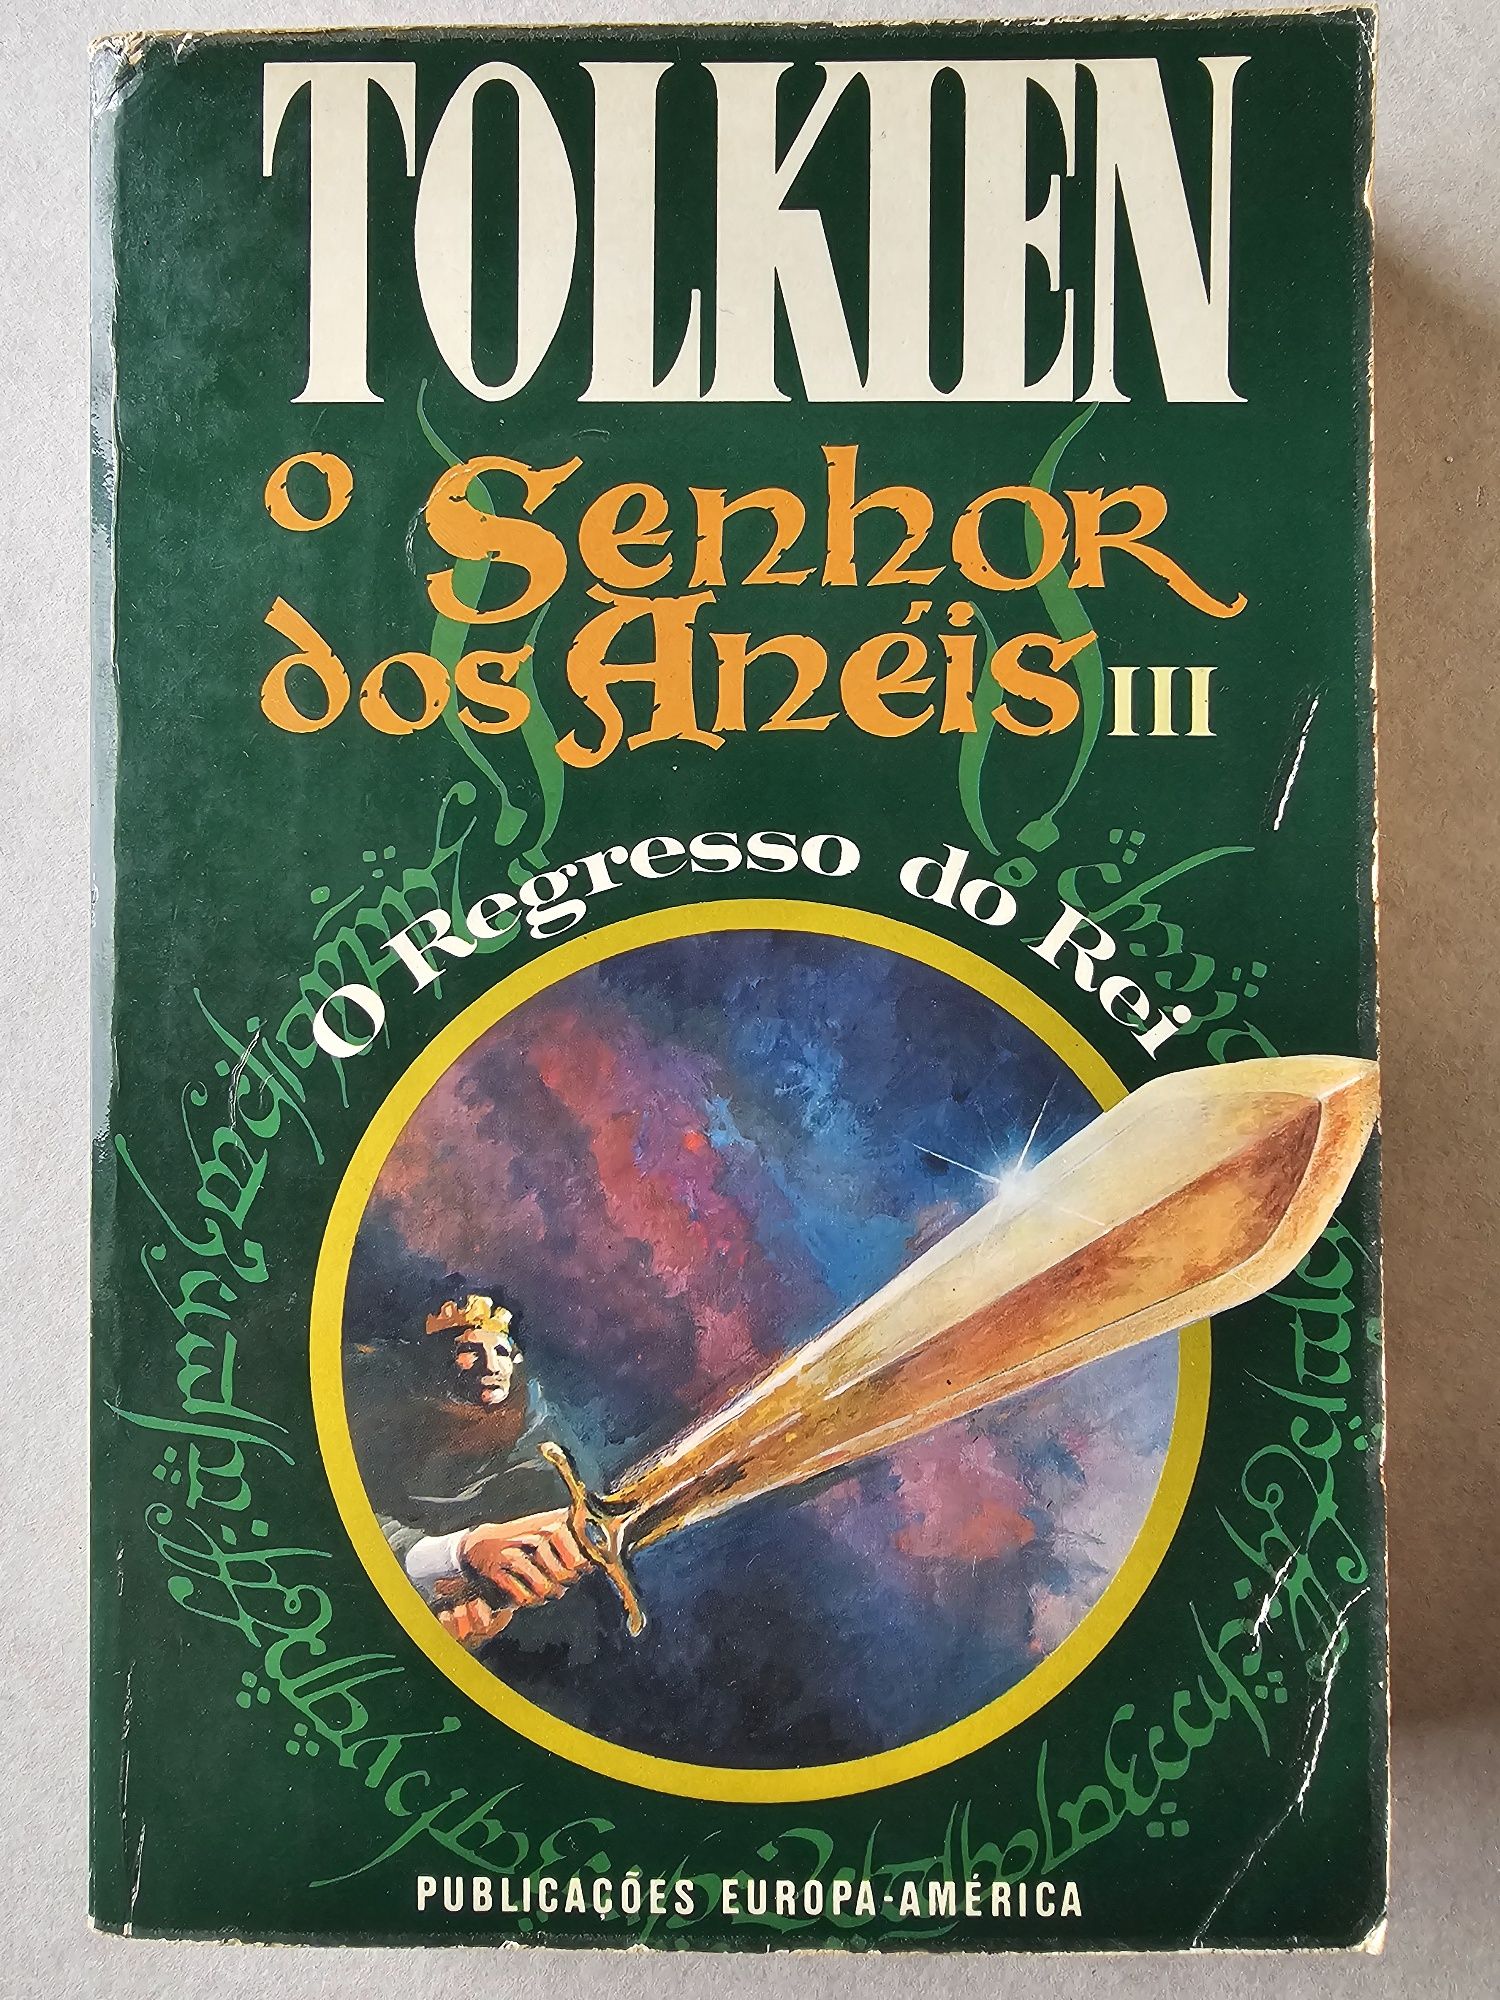 TOLKIEN
O Senhor
dos Anéis III
O Regresso do Rei
PUBLICAÇÕES EUROPA-AMÉRICA